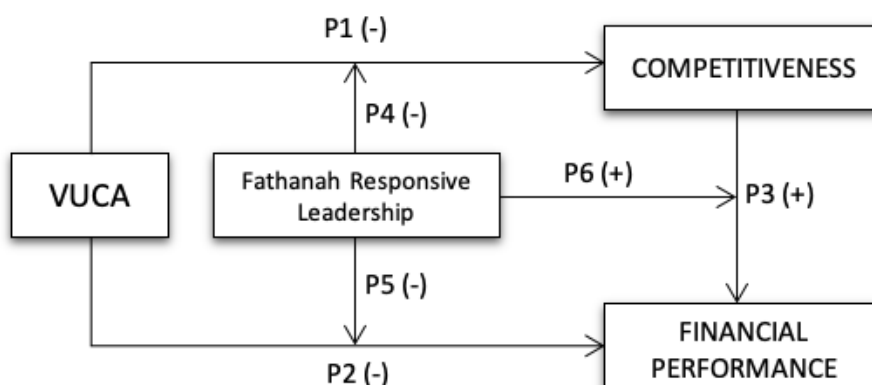 P1 (-)
COMPETITIVENESS
P4 (-)
VUCA
Fathanah Responsive
Leadership
P6 (+)
P3 (+)
P5 (-)
FINANCIAL
PERFORMANCE
P2 (-)